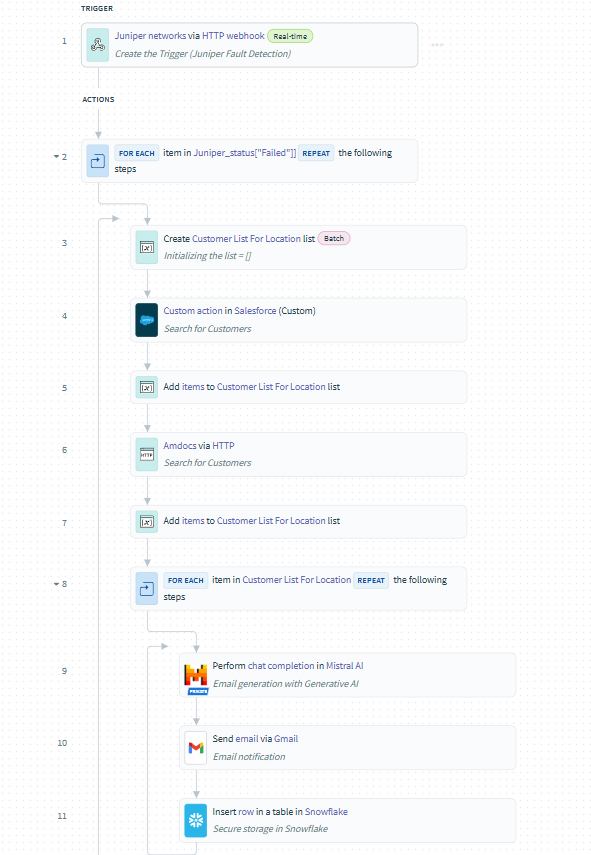 TRIGGER
1
Juniper networks via HTTP webhook Real-time
Create the Trigger (Juniper Fault Detection)
ACTIONS
2
FOR EACH item in Juniper_status["Failed"]] REPEAT the following
steps
3
Create Customer List For Location list Batch
Initializing the list = []
4
Custom action in Salesforce (Custom)
Search for Customers
5
Add items to Customer List For Location list
6
HTTP
Amdocs via HTTP
Search for Customers
7
Add items to Customer List For Location list
8
FOR EACH item in Customer List For Location REPEAT the following
steps
9
PRIVATE
Perform chat completion in Mistral AI
Email generation with Generative AI
10
Send email via Gmail
Email notification
11
Insert row in a table in Snowflake
Secure storage in Snowflake